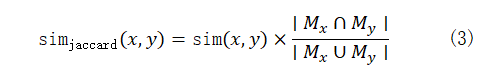 sim_jaccard(x, y) = sim(x, y) × | M_x ∩ M_y | / | M_x ∪ M_y | (3)